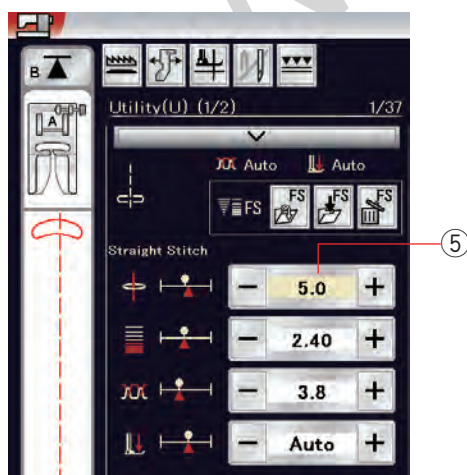 B
A
Utility(U) (1/2) 1/37
Auto Auto
FS FS FS FS
Straight Stitch
− 5.0 +
− 2.40 +
− 3.8 +
− Auto +
⑤